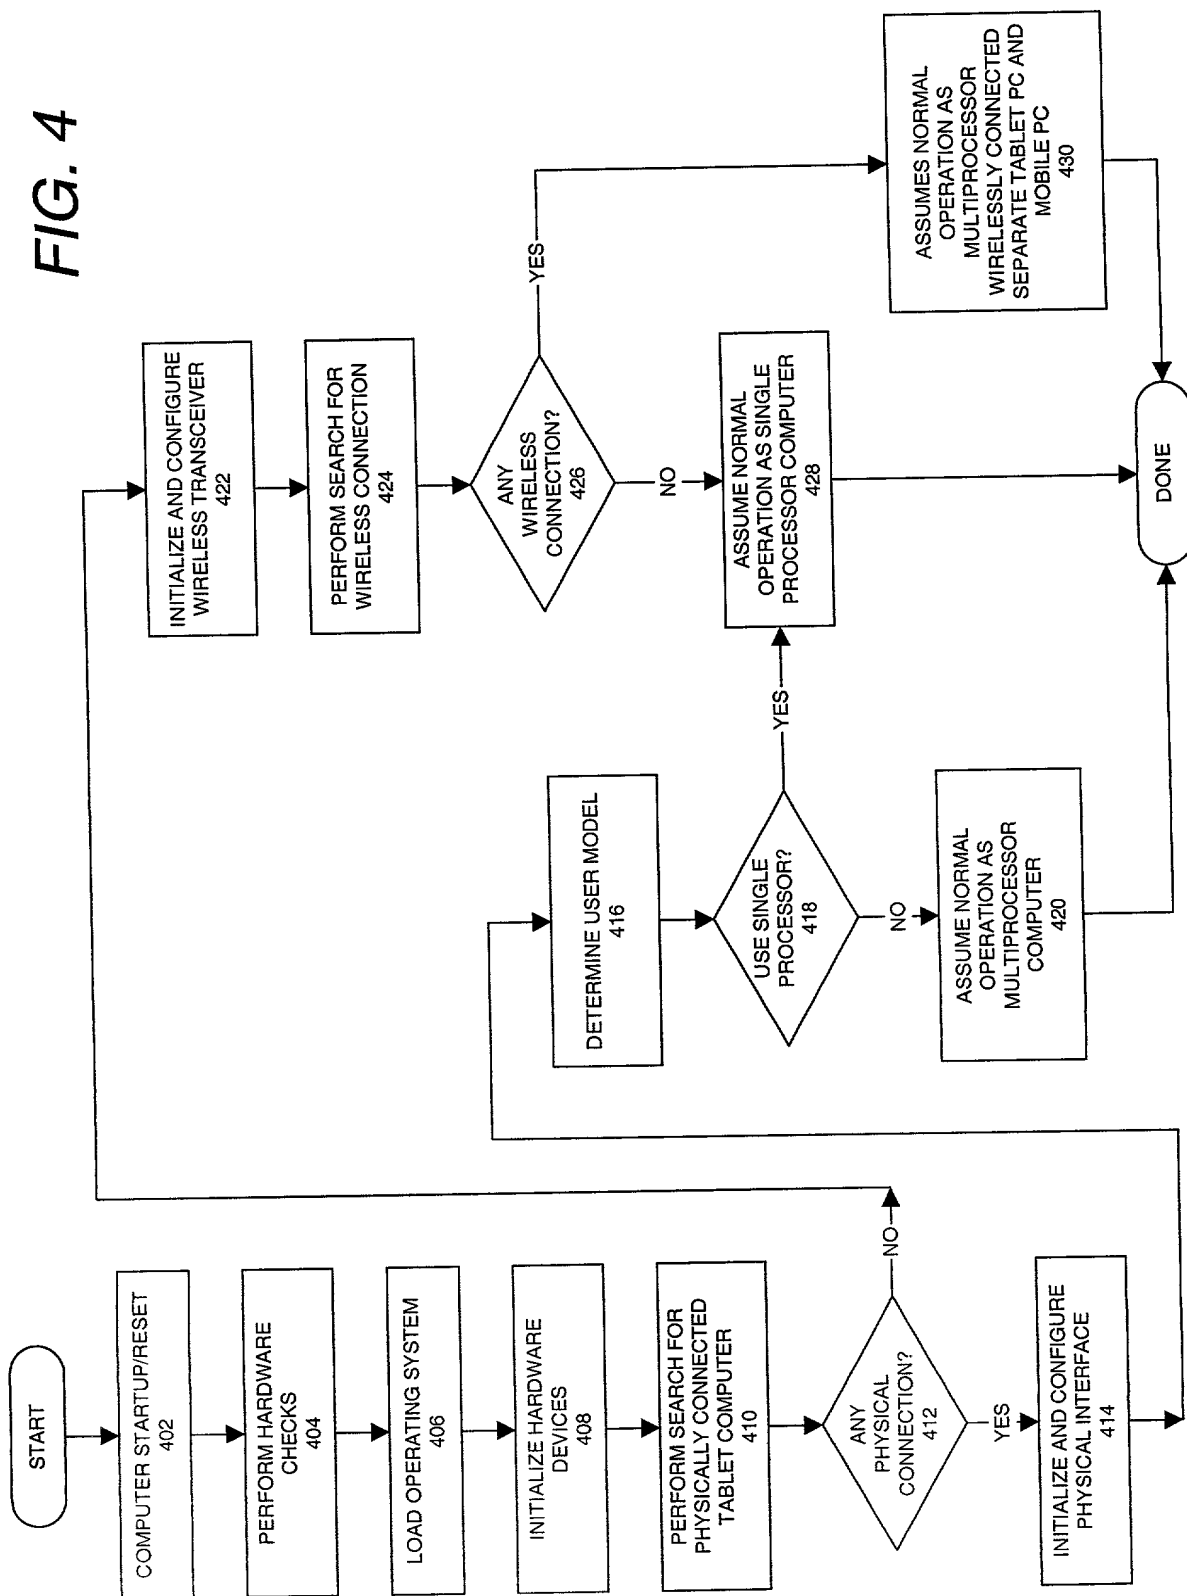 FIG. 4
START
COMPUTER STARTUP/RESET
402
PERFORM HARDWARE
CHECKS
404
LOAD OPERATING SYSTEM
406
INITIALIZE HARDWARE
DEVICES
408
PERFORM SEARCH FOR
PHYSICALLY CONNECTED
TABLET COMPUTER
410
ANY
PHYSICAL
CONNECTION?
412
NO
YES
INITIALIZE AND CONFIGURE
PHYSICAL INTERFACE
414
DETERMINE USER MODEL
416
USE SINGLE
PROCESSOR?
418
YES
NO
ASSUME NORMAL
OPERATION AS
MULTIPROCESSOR
COMPUTER
420
INITIALIZE AND CONFIGURE
WIRELESS TRANSCEIVER
422
PERFORM SEARCH FOR
WIRELESS CONNECTION
424
ANY
WIRELESS
CONNECTION?
426
YES
NO
ASSUME NORMAL
OPERATION AS SINGLE
PROCESSOR COMPUTER
428
ASSUMES NORMAL
OPERATION AS
MULTIPROCESSOR
WIRELESSLY CONNECTED
SEPARATE TABLET PC AND
MOBILE PC
430
DONE